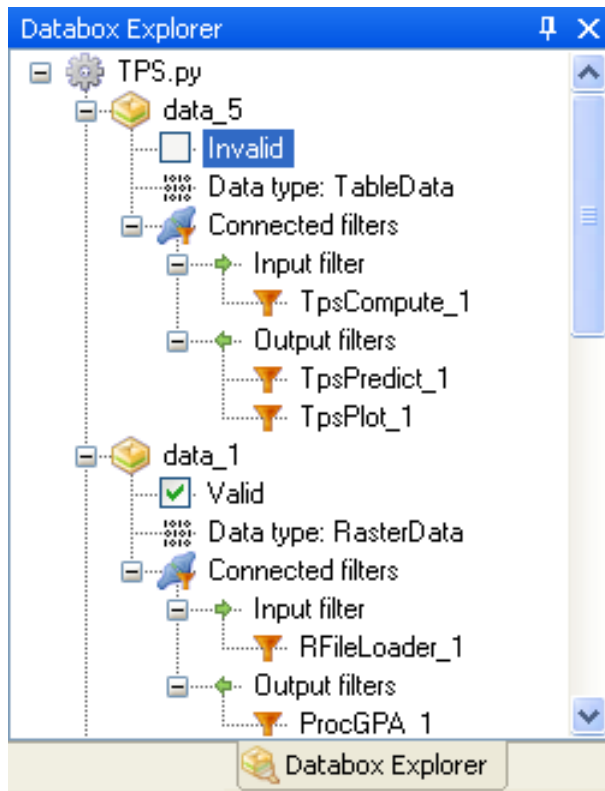 Databox Explorer
TPS.py
data_5
Invalid
Data type: TableData
Connected filters
Input filter
TpsCompute_1
Output filters
TpsPredict_1
TpsPlot_1
data_1
Valid
Data type: RasterData
Connected filters
Input filter
RFileLoader_1
Output filters
ProcGPA_1
Databox Explorer